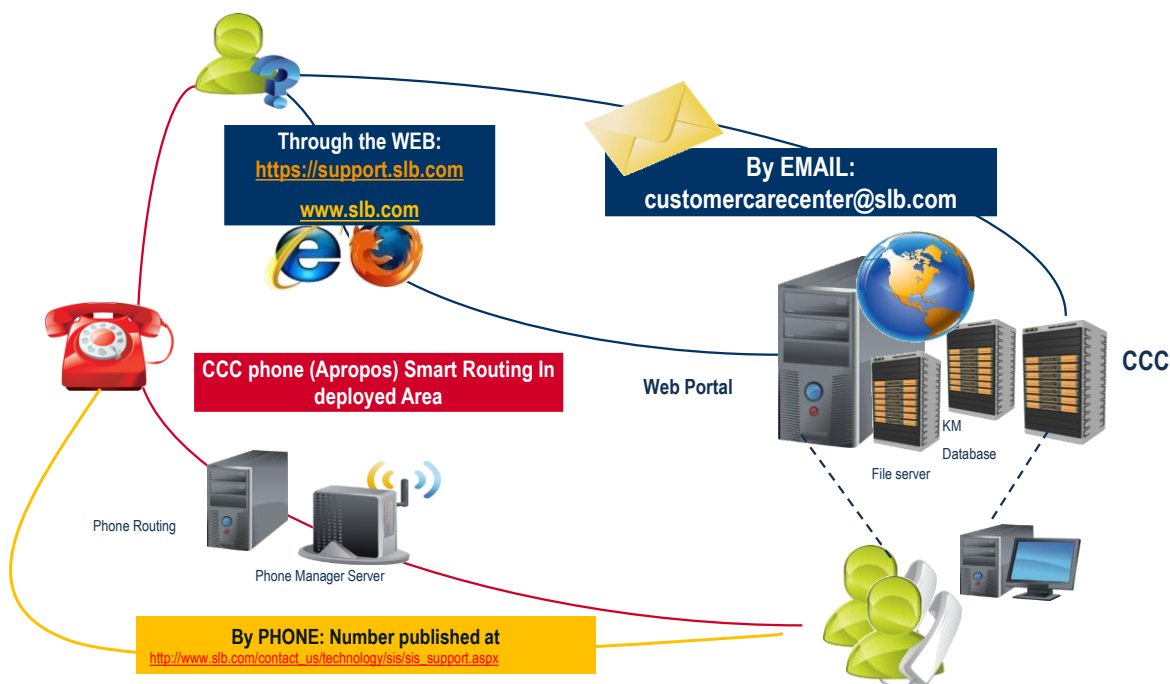 Through the WEB:
https://support.slb.com
www.slb.com
By EMAIL:
customercarecenter@slb.com
CCC phone (Apropos) Smart Routing In
deployed Area
Web Portal
CCC
KM
Database
File server
Phone Routing
Phone Manager Server
By PHONE: Number published at
http://www.slb.com/contact_us/technology/sis/sis_support.aspx